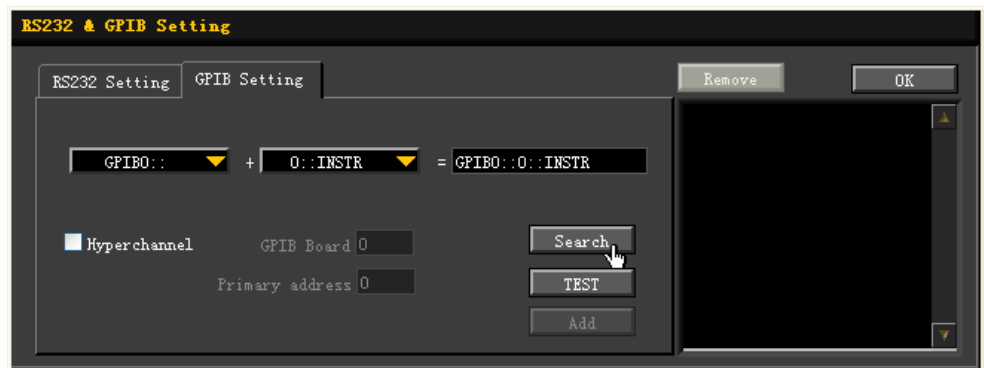 RS232 & GPIB Setting
RS232 Setting GPIB Setting
Remove OK
GPIB0:: + 0::INSTR = GPIB0::0::INSTR
Hyperchannel GPIB Board 0 Search
Primary address 0 TEST
Add